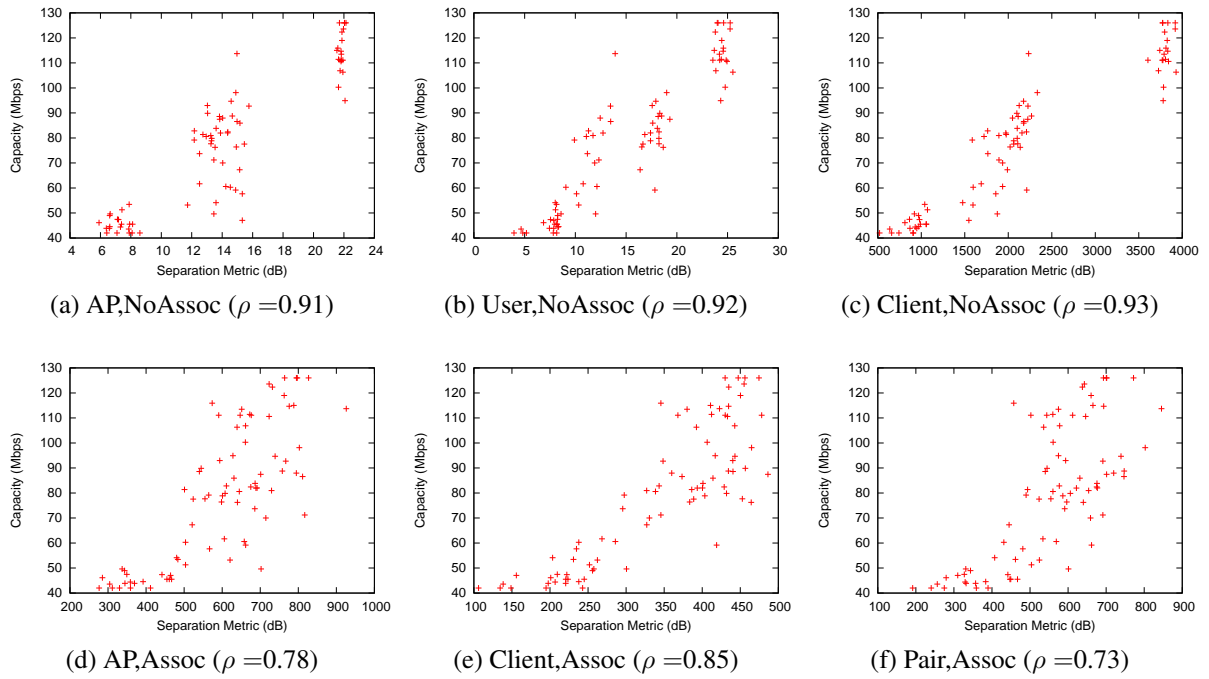 130
120
110
100
90
80
70
60
50
40
Capacity (Mbps)
4 6 8 10 12 14 16 18 20 22 24
Separation Metric (dB)
(a) AP,NoAssoc (ρ =0.91)
130
120
110
100
90
80
70
60
50
40
Capacity (Mbps)
0 5 10 15 20 25 30
Separation Metric (dB)
(b) User,NoAssoc (ρ =0.92)
130
120
110
100
90
80
70
60
50
40
Capacity (Mbps)
500 1000 1500 2000 2500 3000 3500 4000
Separation Metric (dB)
(c) Client,NoAssoc (ρ =0.93)
130
120
110
100
90
80
70
60
50
40
Capacity (Mbps)
200 300 400 500 600 700 800 900 1000
Separation Metric (dB)
(d) AP,Assoc (ρ =0.78)
130
120
110
100
90
80
70
60
50
40
Capacity (Mbps)
100 150 200 250 300 350 400 450 500
Separation Metric (dB)
(e) Client,Assoc (ρ =0.85)
130
120
110
100
90
80
70
60
50
40
Capacity (Mbps)
100 200 300 400 500 600 700 800 900
Separation Metric (dB)
(f) Pair,Assoc (ρ =0.73)